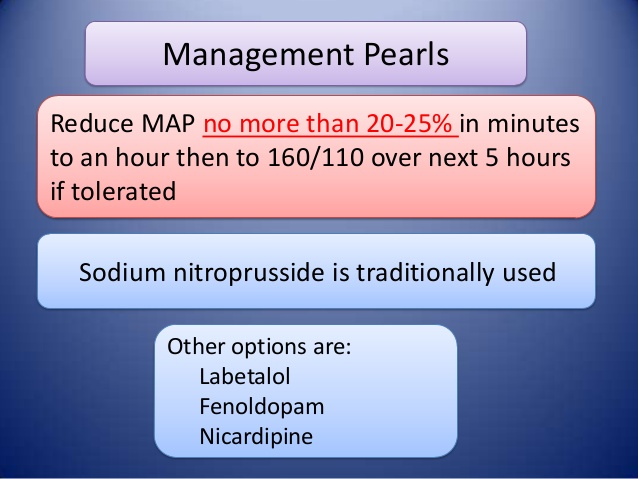 Management Pearls
Reduce MAP no more than 20-25% in minutes
to an hour then to 160/110 over next 5 hours
if tolerated
Sodium nitroprusside is traditionally used
Other options are:
Labetalol
Fenoldopam
Nicardipine